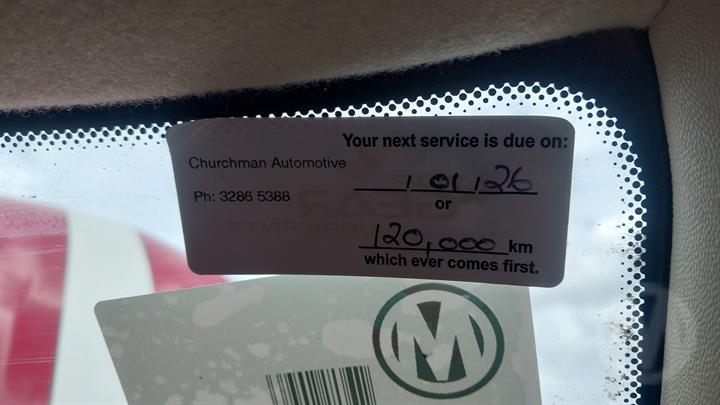 Your next service is due on:
Churchman Automotive
Ph: 3286 5388
1 01 26
or
120,000 km
which ever comes first.
M